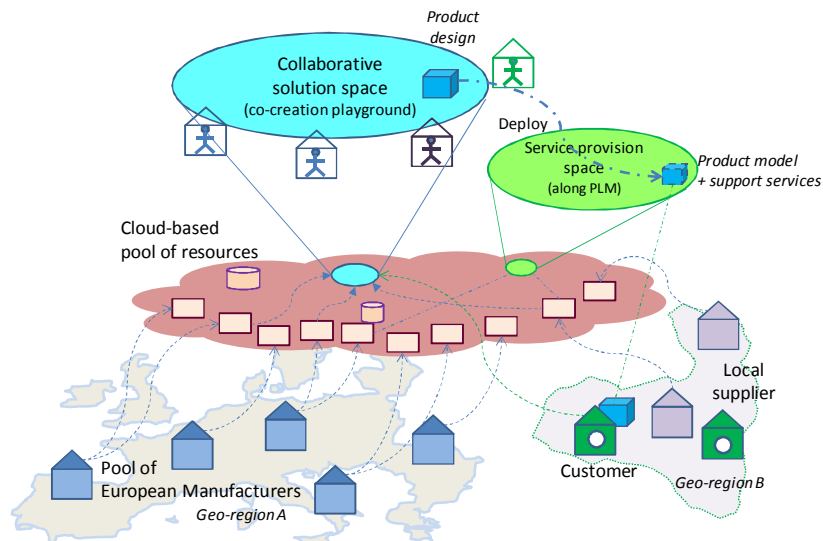 Product
design
Collaborative
solution space
(co-creation playground)
Deploy
Service provision
space
(along PLM)
Product model
+ support services
Cloud-based
pool of resources
Local
supplier
Pool of
European Manufacturers
Geo-region A
Customer
Geo-region B